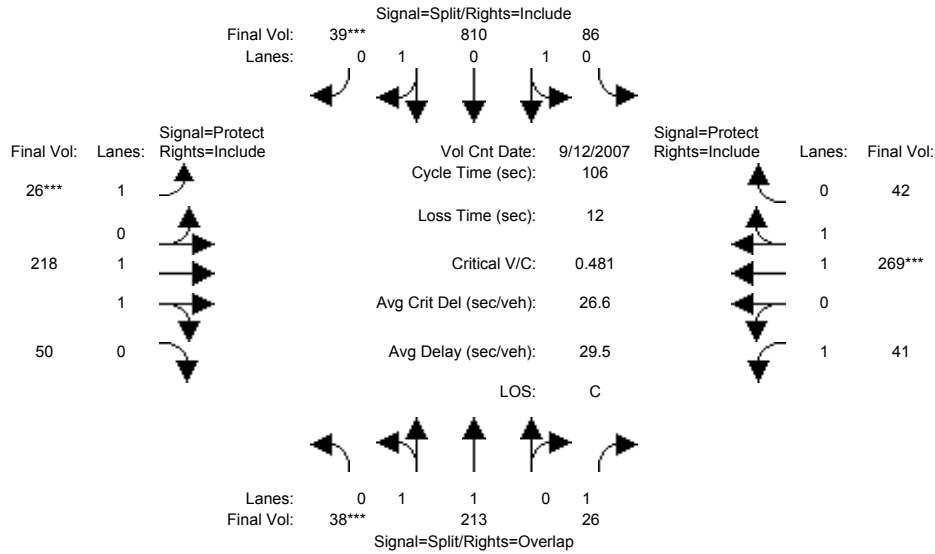 Signal=Split/Rights=Include
Final Vol: 39*** 810 86
Lanes: 0 1 0 1 0
Signal=Protect
Final Vol: Lanes: Rights=Include
Vol Cnt Date: 9/12/2007
Signal=Protect
Rights=Include Lanes: Final Vol:
Cycle Time (sec): 106
26*** 1
0 42
Loss Time (sec): 12
0
1
218 1
Critical V/C: 0.481
1 269***
1
Avg Crit Del (sec/veh): 26.6
0
50 0
Avg Delay (sec/veh): 29.5
1 41
LOS: C
Lanes: 0 1 1 0 1
Final Vol: 38*** 213 26
Signal=Split/Rights=Overlap